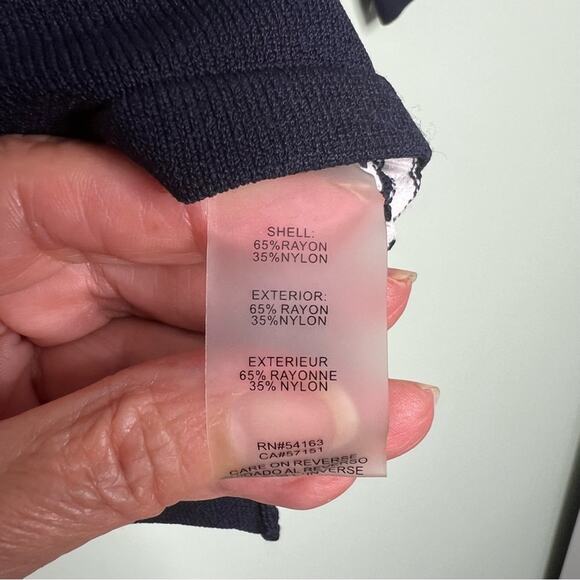 SHELL:
65%RAYON
35%NYLON
EXTERIOR:
65% RAYON
35%NYLON
EXTERIEUR
65% RAYONNE
35% NYLON
RN#54163
CA#57151
CARE ON REVERSE
CUIDADO AL REVERSO
REVERSE